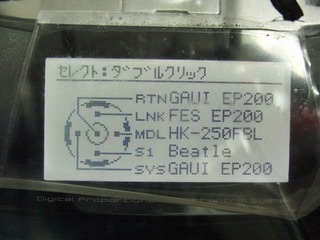 セレクト:ダブルクリック
RTN GAUI EP200
LNK FES EP200
MDL HK-250FBL
S1 Beatle
SYS GAUI EP200